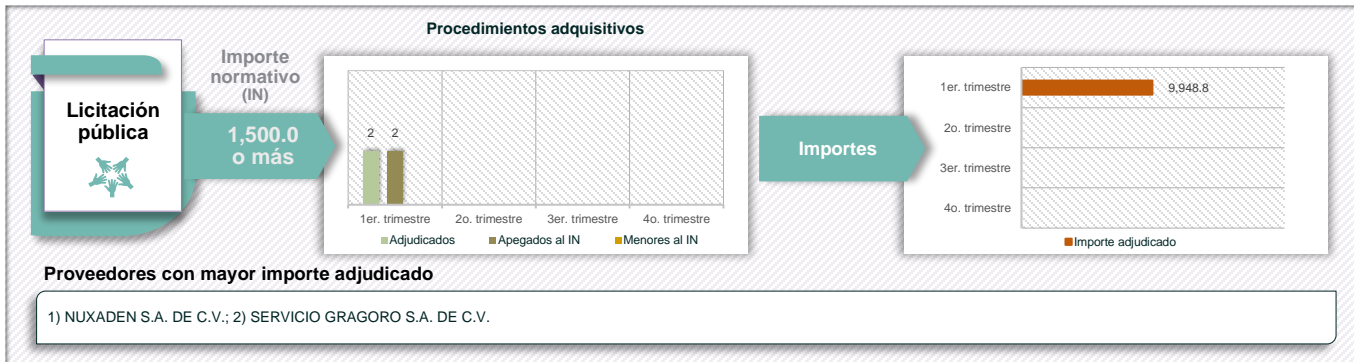 Procedimientos adquisitivos
Licitación
pública
Importe
normativo
(IN)
1,500.0
o más
2 2
1er. trimestre 2o. trimestre 3er. trimestre 4o. trimestre
Adjudicados Apegados al IN Menores al IN
Importes
1er. trimestre 9,948.8
2o. trimestre
3er. trimestre
4o. trimestre
Importe adjudicado
Proveedores con mayor importe adjudicado
1) NUXADEN S.A. DE C.V.; 2) SERVICIO GRAGORO S.A. DE C.V.